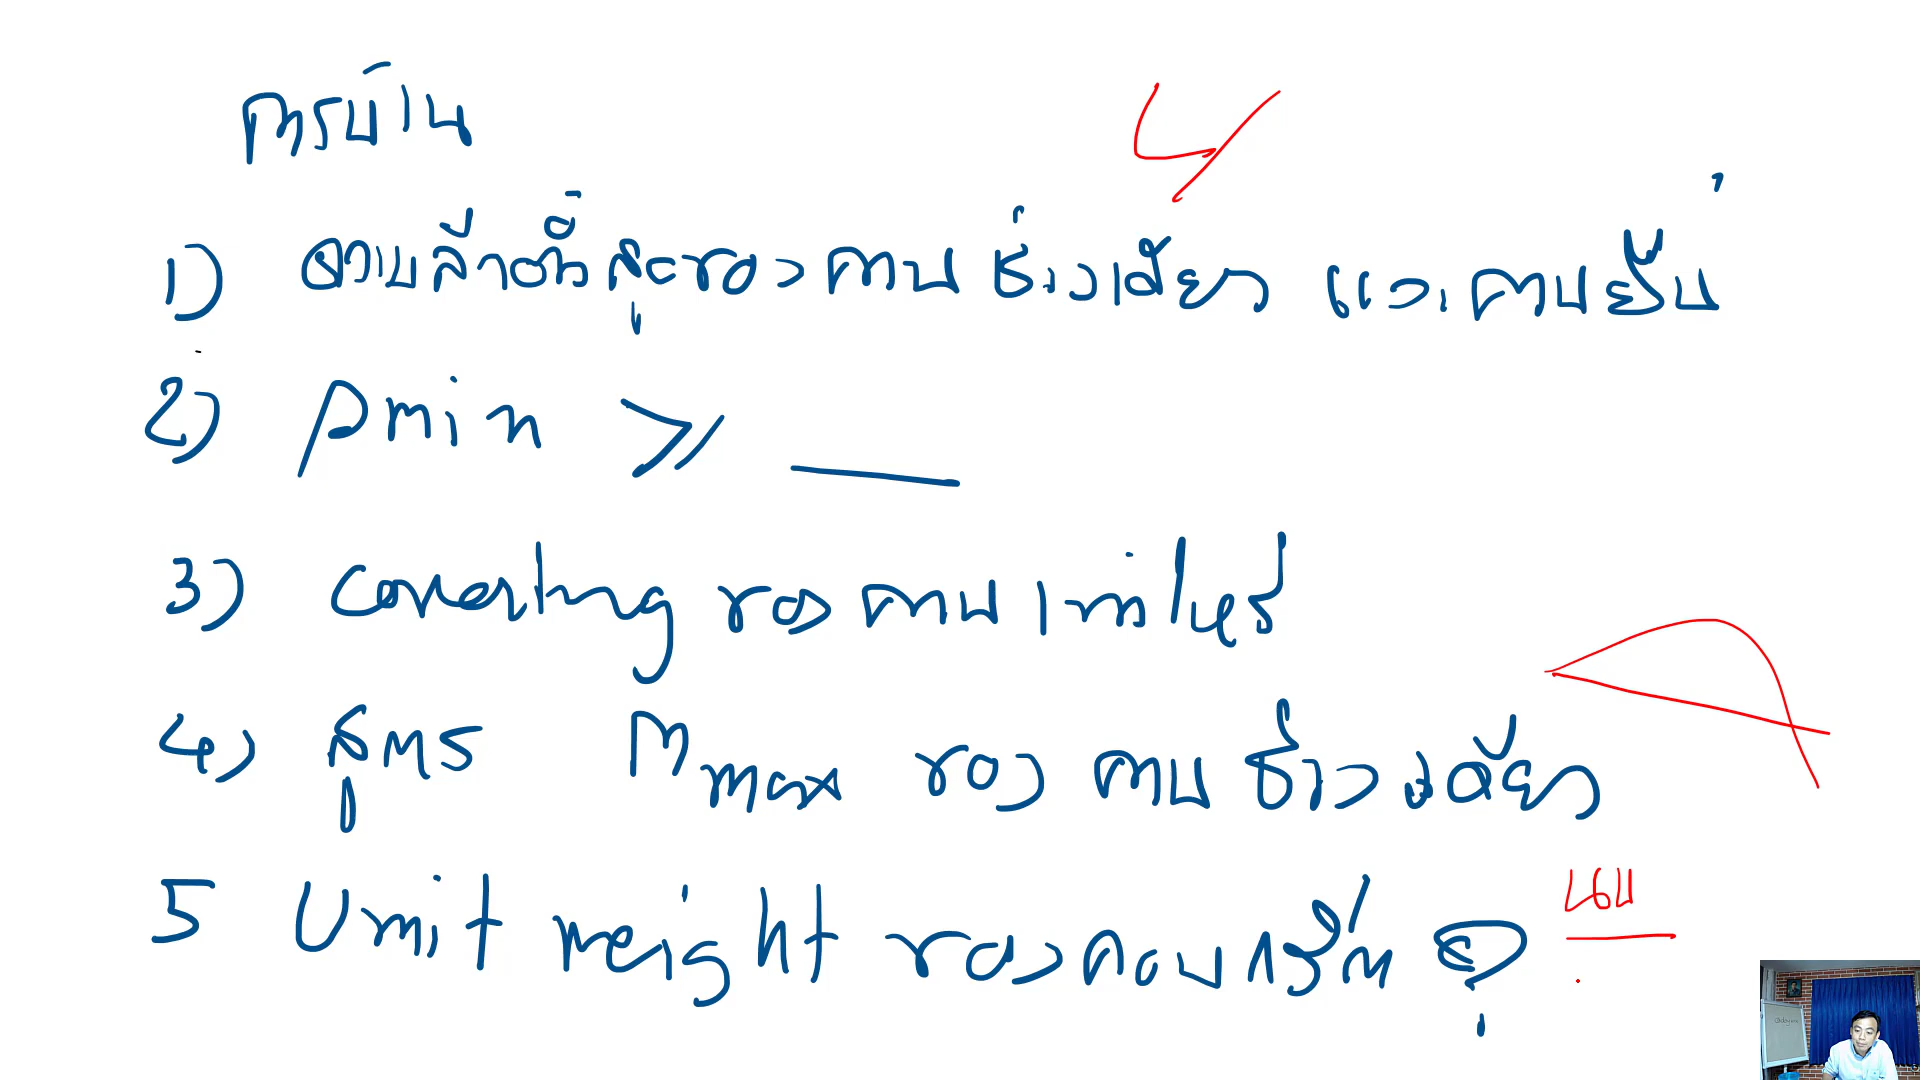 การบ้าน
1) ความลึกต่ำสุดของคานช่วงเดียว และคานยื่น
2) ρmin ≥ ___
3) covering ของคานเท่าไหร่
4) สูตร Mmax ของคานช่วงเดียว
5 Unit weight ของคอนกรีต